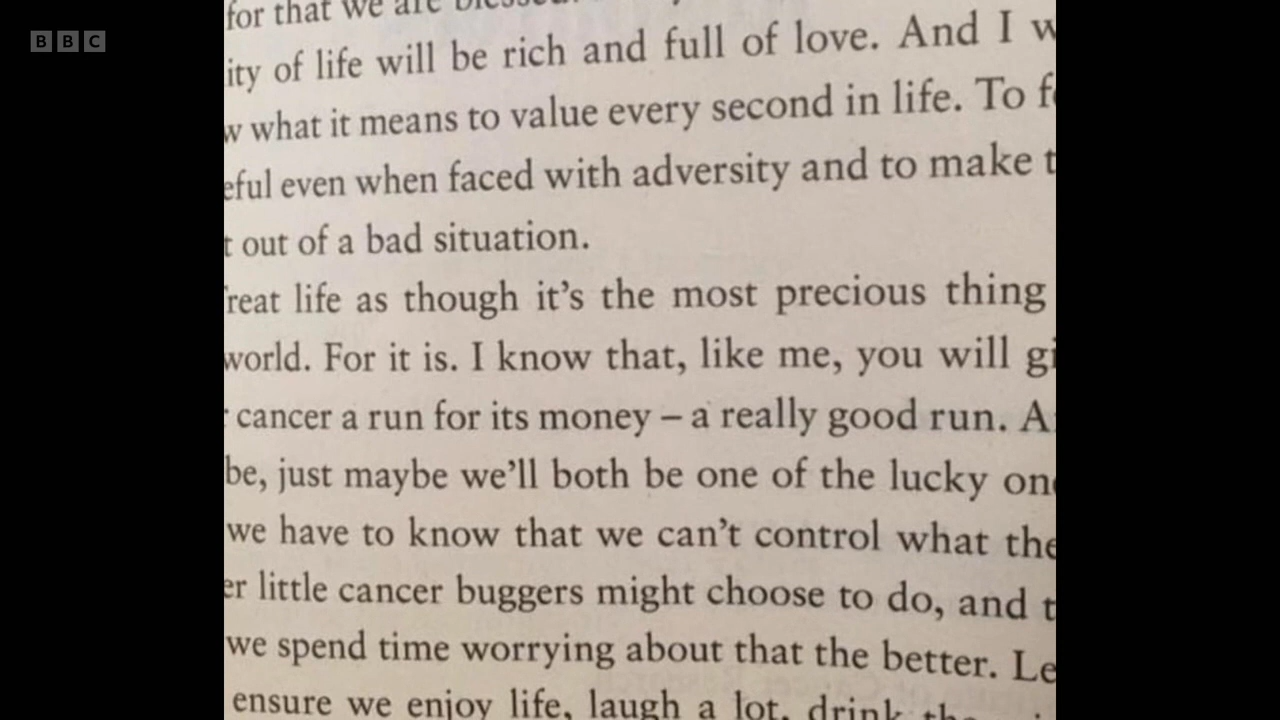 BBC
for that we are
ity of life will be rich and full of love. And I w
w what it means to value every second in life. To f
eful even when faced with adversity and to make t
t out of a bad situation.
reat life as though it's the most precious thing
world. For it is. I know that, like me, you will gi
cancer a run for its money – a really good run. A
be, just maybe we'll both be one of the lucky on
we have to know that we can't control what the
er little cancer buggers might choose to do, and t
we spend time worrying about that the better. Le
ensure we enjoy life, laugh a lot, drink